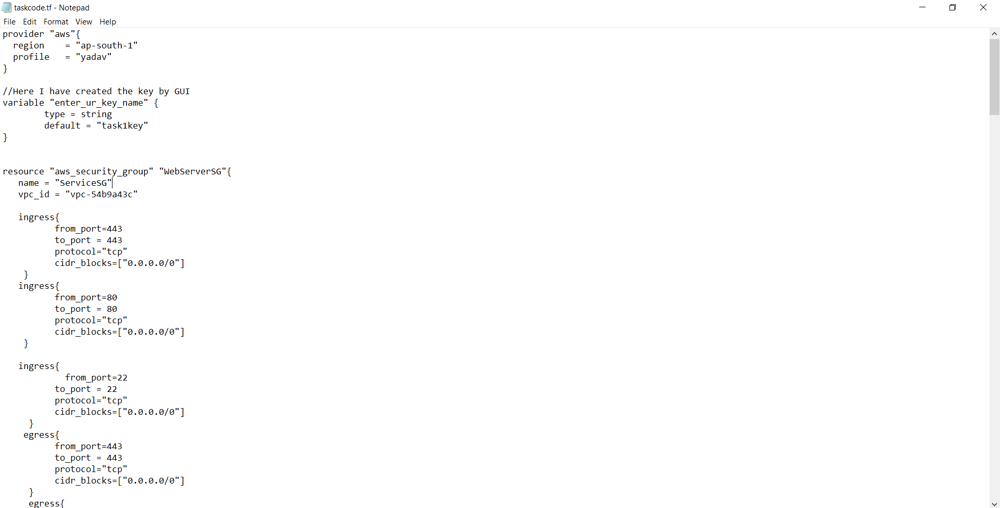 taskcode.tf - Notepad
File Edit Format View Help
provider "aws"{
  region    = "ap-south-1"
  profile   = "yadav"
}

//Here I have created the key by GUI
variable "enter_ur_key_name" {
        type = string
        default = "task1key"
}


resource "aws_security_group" "WebServerSG"{
   name = "ServiceSG"
   vpc_id = "vpc-54b9a43c"

   ingress{
          from_port=443
          to_port = 443
          protocol="tcp"
          cidr_blocks=["0.0.0.0/0"]
    }
   ingress{
          from_port=80
          to_port = 80
          protocol="tcp"
          cidr_blocks=["0.0.0.0/0"]
    }

   ingress{
            from_port=22
          to_port = 22
          protocol="tcp"
          cidr_blocks=["0.0.0.0/0"]
     }
    egress{
          from_port=443
          to_port = 443
          protocol="tcp"
          cidr_blocks=["0.0.0.0/0"]
     }
     egress{